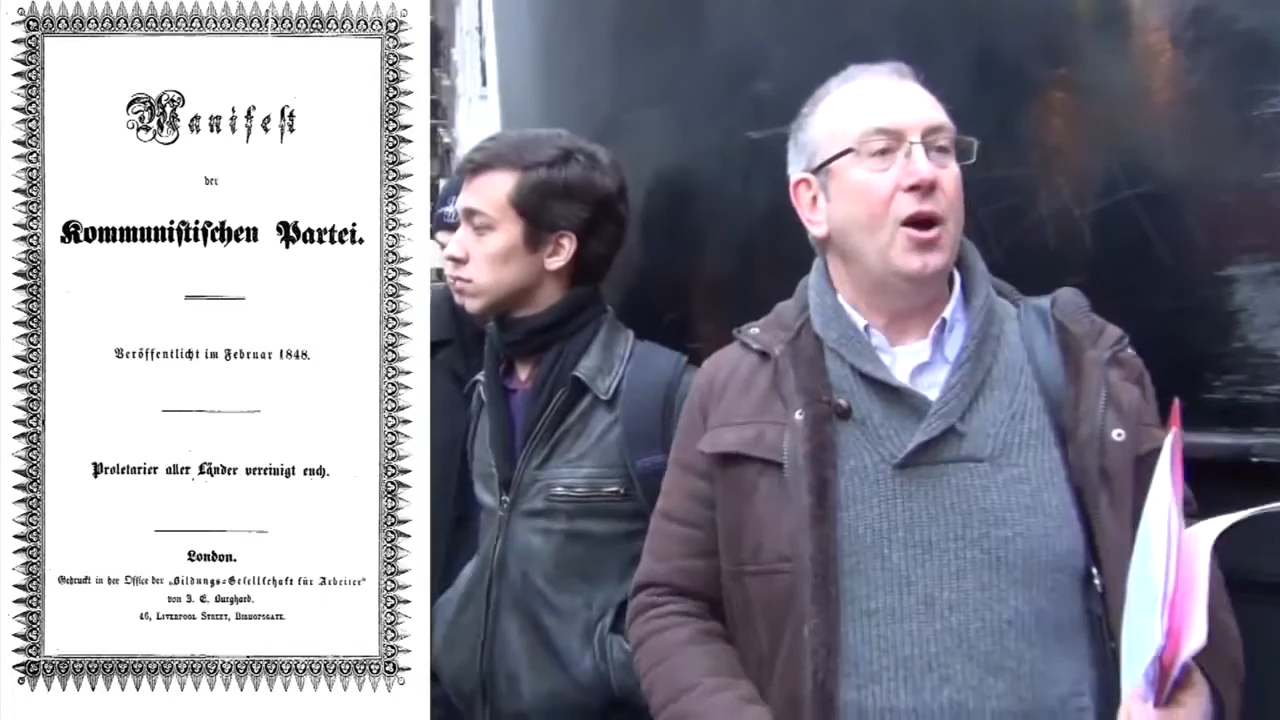 Manifest
der
Kommunistischen Partei.
Veröffentlicht im Februar 1848.
Proletarier aller Länder vereinigt euch.
London.
Gedruckt in der Office der „Bildungs=Gesellschaft für Arbeiter“
von J. E. Burghard.
46, LIVERPOOL STREET, BISHOPSGATE.